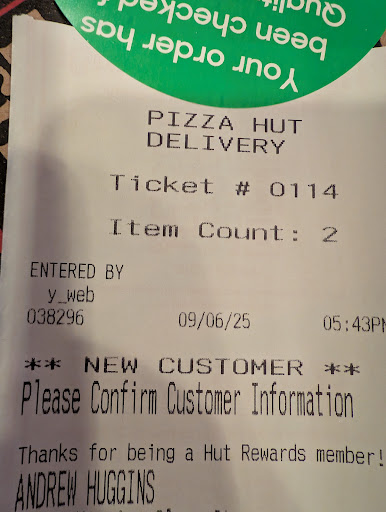 Your order has
been checked f
Qualit
PIZZA HUT
DELIVERY
Ticket # 0114
Item Count: 2
ENTERED BY
y_web
038296 09/06/25 05:43PM
** NEW CUSTOMER **
Please Confirm Customer Information
Thanks for being a Hut Rewards member!
ANDREW HUGGINS